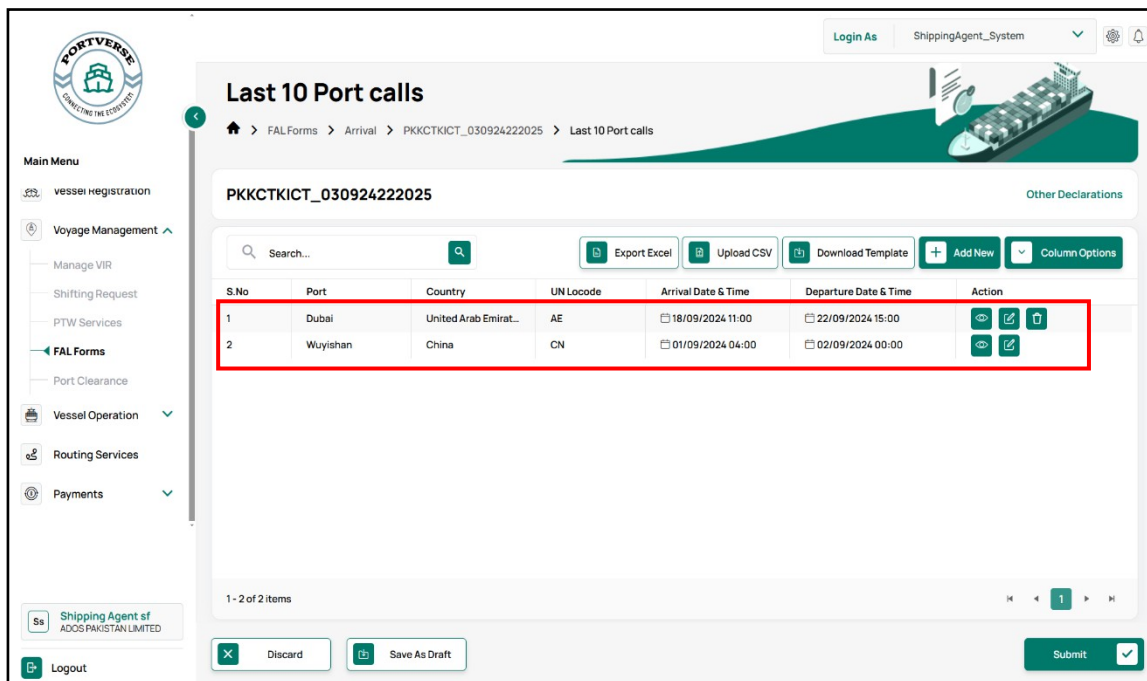 PORTVERSE
CONNECTING THE ECOSYSTEM
Login As ShippingAgent_System
Last 10 Port calls
> FAL Forms > Arrival > PKKCTKICT_030924222025 > Last 10 Port calls
Main Menu
Vessel Registration
Voyage Management
Manage VIR
Shifting Request
PTW Services
FAL Forms
Port Clearance
Vessel Operation
Routing Services
Payments
Ss Shipping Agent sf
ADOS PAKISTAN LIMITED
Logout
PKKCTKICT_030924222025 Other Declarations
Search... Export Excel Upload CSV Download Template Add New Column Options
S.No Port Country UN Locode Arrival Date & Time Departure Date & Time Action
1 Dubai United Arab Emirat... AE 18/09/2024 11:00 22/09/2024 15:00
2 Wuyishan China CN 01/09/2024 04:00 02/09/2024 00:00
1 - 2 of 2 items 1
Discard Save As Draft Submit